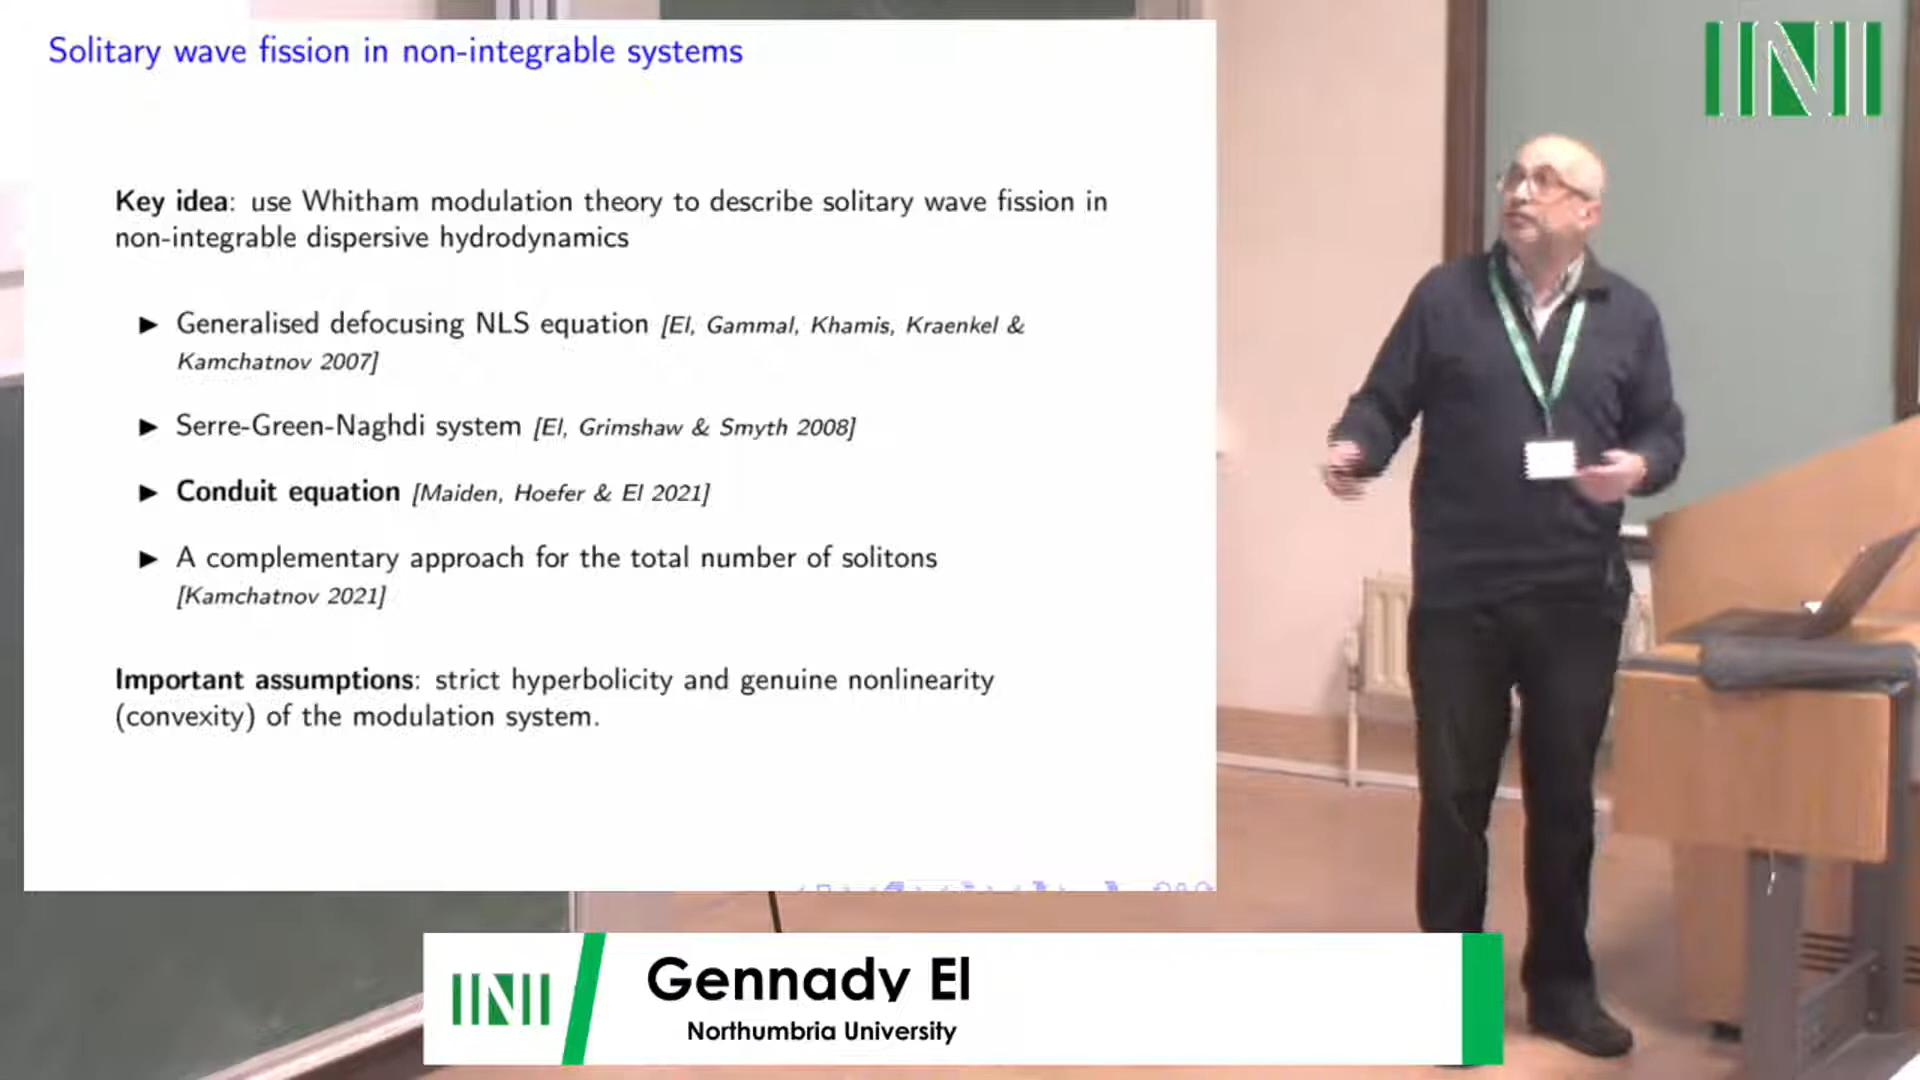 Solitary wave fission in non-integrable systems
Key idea: use Whitham modulation theory to describe solitary wave fission in
non-integrable dispersive hydrodynamics
▶ Generalised defocusing NLS equation [El, Gammal, Khamis, Kraenkel &
Kamchatnov 2007]
▶ Serre-Green-Naghdi system [El, Grimshaw & Smyth 2008]
▶ Conduit equation [Maiden, Hoefer & El 2021]
▶ A complementary approach for the total number of solitons
[Kamchatnov 2021]
Important assumptions: strict hyperbolicity and genuine nonlinearity
(convexity) of the modulation system.
INI
INI
Gennady El
Northumbria University